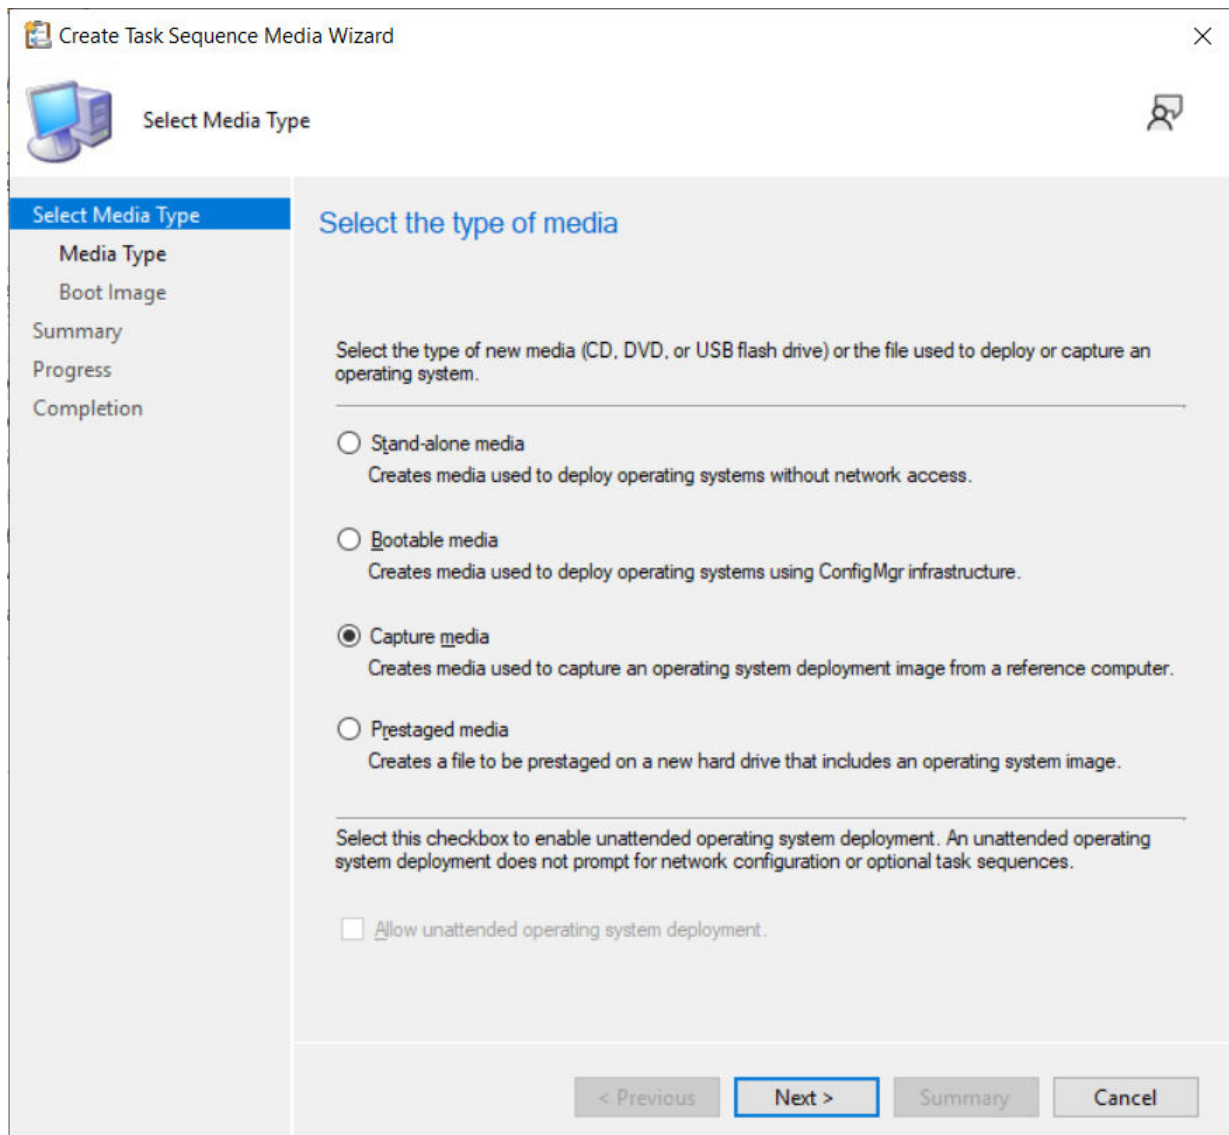 Create Task Sequence Media Wizard
Select Media Type
Select Media Type
Media Type
Boot Image
Summary
Progress
Completion
Select the type of media
Select the type of new media (CD, DVD, or USB flash drive) or the file used to deploy or capture an
operating system.
Stand-alone media
Creates media used to deploy operating systems without network access.
Bootable media
Creates media used to deploy operating systems using ConfigMgr infrastructure.
Capture media
Creates media used to capture an operating system deployment image from a reference computer.
Prestaged media
Creates a file to be prestaged on a new hard drive that includes an operating system image.
Select this checkbox to enable unattended operating system deployment. An unattended operating
system deployment does not prompt for network configuration or optional task sequences.
Allow unattended operating system deployment.
< Previous
Next >
Summary
Cancel